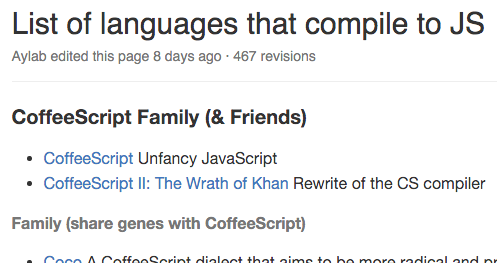 List of languages that compile to JS
Aylab edited this page 8 days ago · 467 revisions
CoffeeScript Family (& Friends)
• CoffeeScript Unfancy JavaScript
• CoffeeScript II: The Wrath of Khan Rewrite of the CS compiler
Family (share genes with CoffeeScript)
• Coco A CoffeeScript dialect that aims to be more radical and